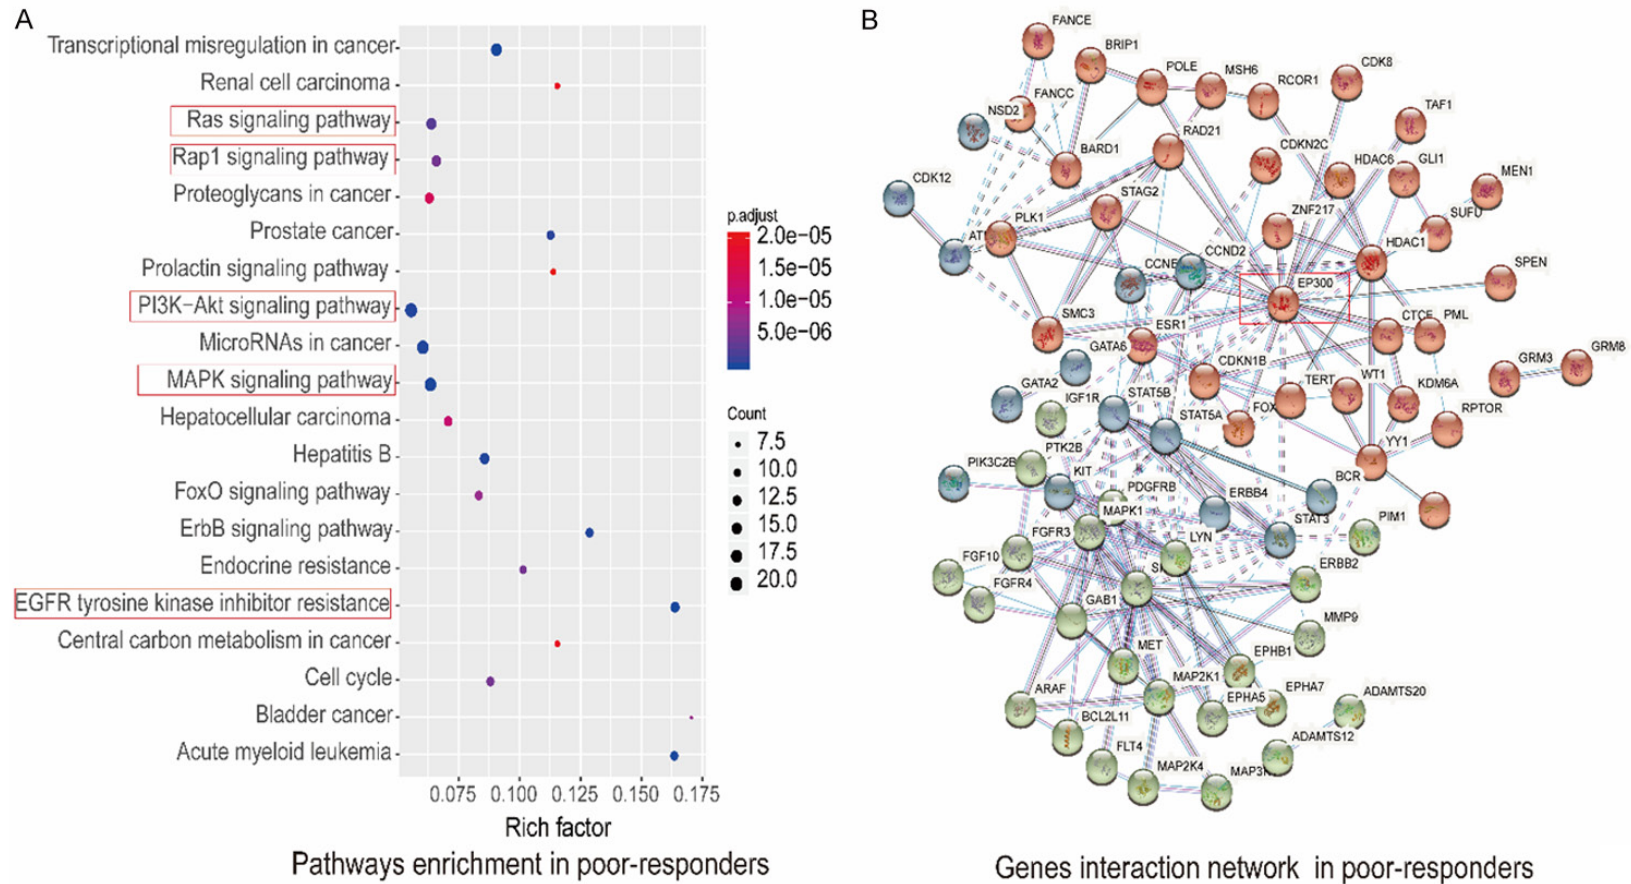 A
Transcriptional misregulation in cancer
Renal cell carcinoma
Ras signaling pathway
Rap1 signaling pathway
Proteoglycans in cancer
Prostate cancer
Prolactin signaling pathway
PI3K−Akt signaling pathway
MicroRNAs in cancer
MAPK signaling pathway
Hepatocellular carcinoma
Hepatitis B
FoxO signaling pathway
ErbB signaling pathway
Endocrine resistance
EGFR tyrosine kinase inhibitor resistance
Central carbon metabolism in cancer
Cell cycle
Bladder cancer
Acute myeloid leukemia
0.075 0.100 0.125 0.150 0.175
Rich factor
Pathways enrichment in poor-responders
p.adjust
2.0e−05
1.5e−05
1.0e−05
5.0e−06
Count
7.5
10.0
12.5
15.0
17.5
20.0
B
FANCE
BRIP1
POLE
MSH6
RCOR1
CDK8
TAF1
NSD2
FANCC
BARD1
RAD21
CDKN2C
HDAC6
GLI1
MEN1
CDK12
STAG2
PLK1
ZNF217
SUFU
HDAC1
CCND2
SPEN
EP300
SMC3
ESR1
CTCF
PML
GATA6
CDKN1B
GRM3
GRM8
GATA2
IGF1R
STAT5B
TERT
WT1
KDM6A
STAT5A
FOX
RPTOR
YY1
PTK2B
PIK3C2B
KIT
PDGFRB
ERBB4
BCR
MAPK1
STAT3
PIM1
FGFR3
LYN
FGF10
ERBB2
FGFR4
GAB1
MMP9
MET
EPHB1
MAP2K1
ARAF
EPHA5
EPHA7
ADAMTS20
BCL2L11
ADAMTS12
FLT4
MAP2K4
Genes interaction network in poor-responders